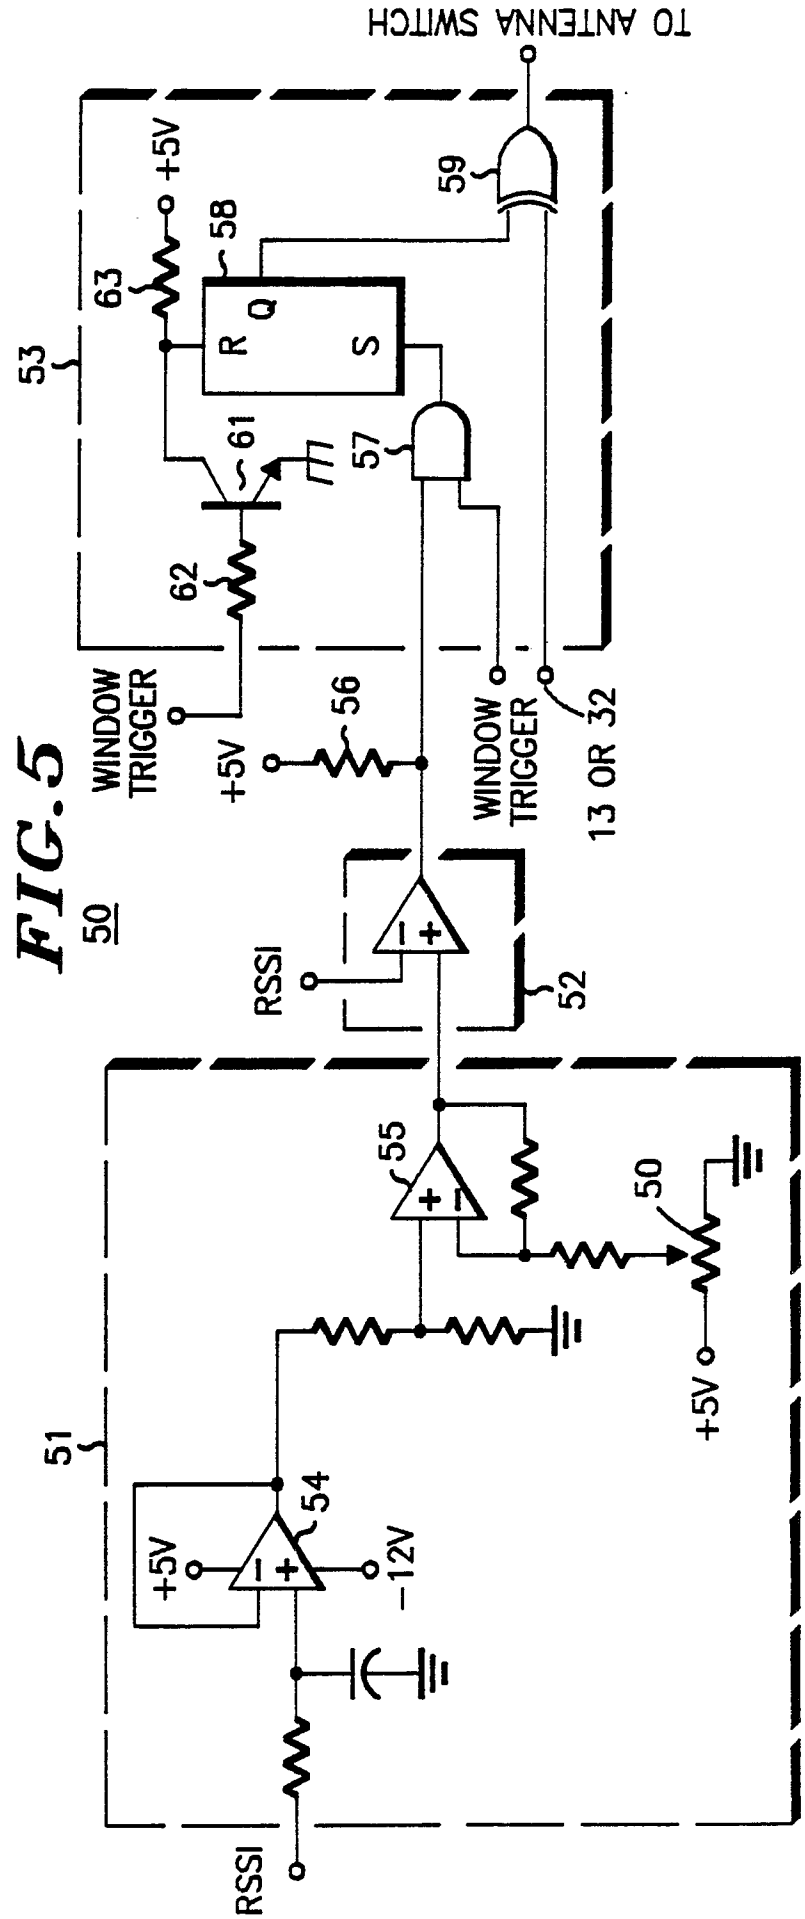 FIG.5
50
51
RSSI
+5V
54
-12V
55
50
+5V
RSSI
52
+5V
56
WINDOW
TRIGGER
WINDOW
TRIGGER
13 OR 32
53
62
61
63
+5V
58
R
Q
S
57
59
TO ANTENNA SWITCH
-
+
+
-
-
+